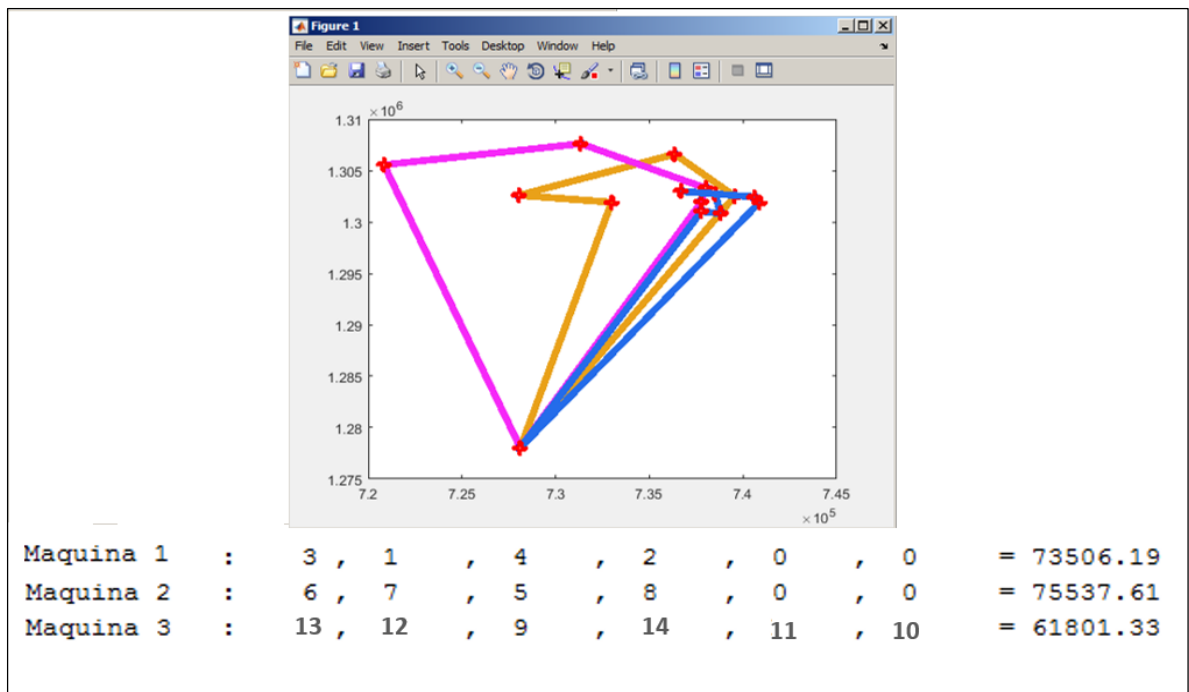 Figure 1
File Edit View Insert Tools Desktop Window Help
×10^6
1.31
1.305
1.3
1.295
1.29
1.285
1.28
1.275
7.2 7.25 7.3 7.35 7.4 7.45
×10^5
Maquina 1 : 3 , 1 , 4 , 2 , 0 , 0 = 73506.19
Maquina 2 : 6 , 7 , 5 , 8 , 0 , 0 = 75537.61
Maquina 3 : 13 , 12 , 9 , 14 , 11 , 10 = 61801.33